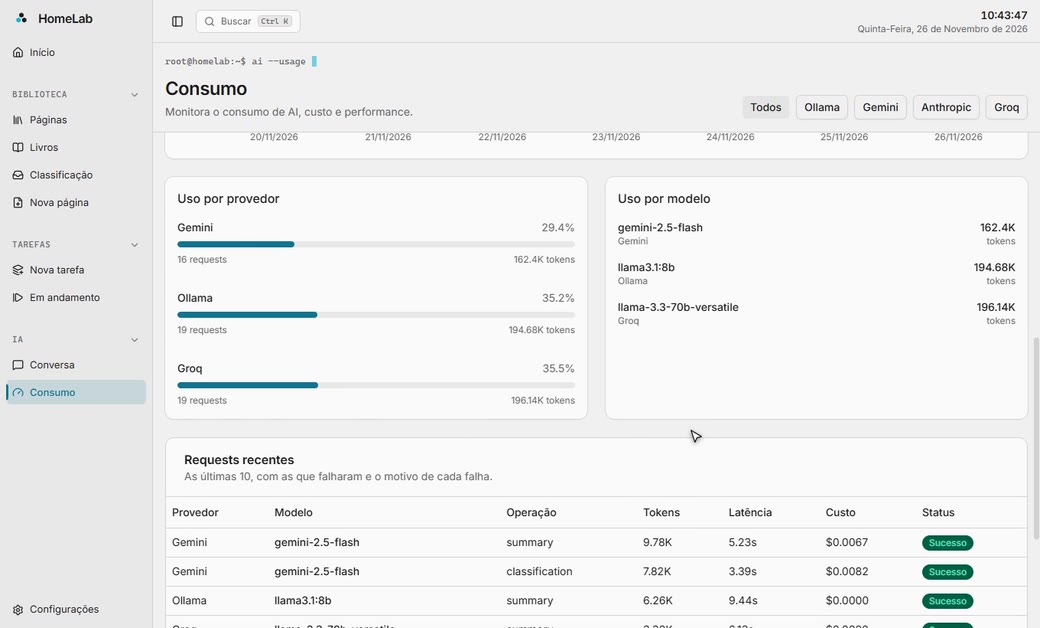 HomeLab
Buscar Ctrl K
10:43:47
Quinta-Feira, 26 de Novembro de 2026
Início
BIBLIOTECA
Páginas
Livros
Classificação
Nova página
TAREFAS
Nova tarefa
Em andamento
IA
Conversa
Consumo
Configurações
root@homelab:~$ ai --usage
Consumo
Monitora o consumo de AI, custo e performance.
Todos Ollama Gemini Anthropic Groq
20/11/2026 21/11/2026 22/11/2026 23/11/2026 24/11/2026 25/11/2026 26/11/2026
Uso por provedor
Gemini 29.4%
16 requests 162.4K tokens
Ollama 35.2%
19 requests 194.68K tokens
Groq 35.5%
19 requests 196.14K tokens
Uso por modelo
gemini-2.5-flash 162.4K
Gemini tokens
llama3.1:8b 194.68K
Ollama tokens
llama-3.3-70b-versatile 196.14K
Groq tokens
Requests recentes
As últimas 10, com as que falharam e o motivo de cada falha.
Provedor Modelo Operação Tokens Latência Custo Status
Gemini gemini-2.5-flash summary 9.78K 5.23s $0.0067 Sucesso
Gemini gemini-2.5-flash classification 7.82K 3.39s $0.0082 Sucesso
Ollama llama3.1:8b summary 6.26K 9.44s $0.0000 Sucesso